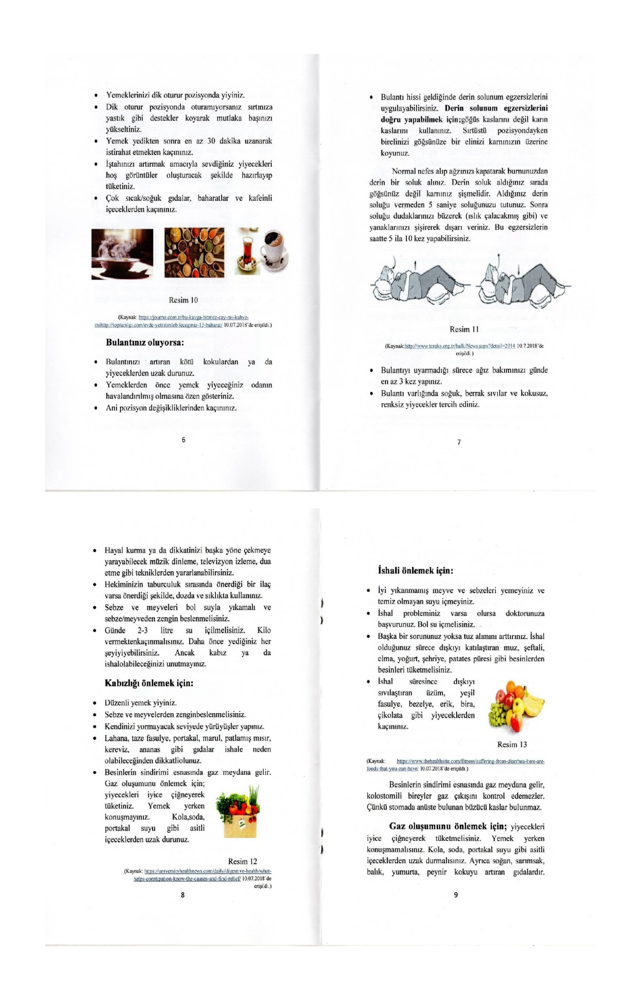 • Yemeklerinizi dik oturur pozisyonda yiyiniz.
• Dik oturur pozisyonda oturamıyorsanız sırtınıza
yastık gibi destekler koyarak mutlaka başınızı
yükseltiniz.
• Yemek yedikten sonra en az 30 dakika uzanarak
istirahat etmekten kaçınınız.
• İştahınızı artırmak amacıyla sevdiğiniz yiyecekleri
hoş görüntüler oluşturacak şekilde hazırlayıp
tüketiniz.
• Çok sıcak/soğuk gıdalar, baharatlar ve kafeinli
içeceklerden kaçınınız.
Resim 10
(Kaynak: https://journo.com.tr/bu-kavga-bitmez-cay-mi-kahve-
mihttp://toplubilgi.com/evde-yetistirilebileceginiz-13-baharat/ 10.07.2018'de erişildi.)
Bulantınız oluyorsa:
• Bulantınızı artıran kötü kokulardan ya da
yiyeceklerden uzak durunuz.
• Yemeklerden önce yemek yiyeceğiniz odanın
havalandırılmış olmasına özen gösteriniz.
• Ani pozisyon değişikliklerinden kaçınınız.
6
• Bulantı hissi geldiğinde derin solunum egzersizlerini
uygulayabilirsiniz. Derin solunum egzersizlerini
doğru yapabilmek için;göğüs kaslarını değil karın
kaslarını kullanınız. Sırtüstü pozisyondayken
birelinizi göğsünüze bir elinizi karnınızın üzerine
koyunuz.
Normal nefes alıp ağzınızı kapatarak burnunuzdan
derin bir soluk alınız. Derin soluk aldığınız sırada
göğsünüz değil karnınız şişmelidir. Aldığınız derin
soluğu vermeden 5 saniye soluğunuzu tutunuz. Sonra
soluğu dudaklarınızı büzerek (ıslık çalacakmış gibi) ve
yanaklarınızı şişirerek dışarı veriniz. Bu egzersizlerin
saatte 5 ila 10 kez yapabilirsiniz.
Resim 11
(Kaynak:http://www.toraks.org.tr/halk/News.aspx?detail=2914 10.7.2018'de
erişildi.)
• Bulantıyı uyarmadığı sürece ağız bakımınızı günde
en az 3 kez yapınız.
• Bulantı varlığında soğuk, berrak sıvılar ve kokusuz,
renksiz yiyecekler tercih ediniz.
7
• Hayal kurma ya da dikkatinizi başka yöne çekmeye
yarayabilecek müzik dinleme, televizyon izleme, dua
etme gibi tekniklerden yararlanabilirsiniz.
• Hekiminizin taburculuk sırasında önerdiği bir ilaç
varsa önerdiği şekilde, dozda ve sıklıkta kullanınız.
• Sebze ve meyveleri bol suyla yıkamalı ve
sebze/meyveden zengin beslenmelisiniz.
• Günde 2-3 litre su içilmelisiniz. Kilo
vermektenkaçınmalısınız. Daha önce yediğiniz her
şeyiyiyebilirsiniz. Ancak kabız ya da
ishalolabileceğinizi unutmayınız.
Kabızlığı önlemek için:
• Düzenli yemek yiyiniz.
• Sebze ve meyvelerden zenginbeslenmelisiniz.
• Kendinizi yormayacak seviyede yürüyüşler yapınız.
• Lahana, taze fasulye, portakal, marul, patlamış mısır,
kereviz, ananas gibi gıdalar ishale neden
olabileceğinden dikkatliolunuz.
• Besinlerin sindirimi esnasında gaz meydana gelir.
Gaz oluşumunu önlemek için;
yiyecekleri iyice çiğneyerek
tüketiniz. Yemek yerken
konuşmayınız. Kola,soda,
portakal suyu gibi asitli
içeceklerden uzak durunuz.
Resim 12
(Kaynak: https://universityhealthnews.com/daily/digestive-health/what-
helps-constipation-know-the-causes-and-find-relief/ 10.07.2018'de
erişildi.)
8
İshali önlemek için:
• İyi yıkanmamış meyve ve sebzeleri yemeyiniz ve
temiz olmayan suyu içmeyiniz.
• İshal probleminiz varsa olursa doktorunuza
başvurunuz. Bol su içmelisiniz.
• Başka bir sorununuz yoksa tuz alımını arttırınız. İshal
olduğunuz sürece dışkıyı katılaştıran muz, şeftali,
elma, yoğurt, şehriye, patates püresi gibi besinlerden
besinleri tüketmelisiniz.
• İshal süresince dışkıyı
sıvılaştıran üzüm, yeşil
fasulye, bezelye, erik, bira,
çikolata gibi yiyeceklerden
kaçınınız.
Resim 13
(Kaynak: https://www.thehealthsite.com/fitness/suffering-from-diarrhea-here-are-
foods-that-you-can-have/ 10.07.2018'de erişildi.)
Besinlerin sindirimi esnasında gaz meydana gelir,
kolostomili bireyler gaz çıkışını kontrol edemezler.
Çünkü stomada anüste bulunan büzücü kaslar bulunmaz.
Gaz oluşumunu önlemek için; yiyecekleri
iyice çiğneyerek tüketmelisiniz. Yemek yerken
konuşmamalısınız. Kola, soda, portakal suyu gibi asitli
içeceklerden uzak durmalısınız. Ayrıca soğan, sarımsak,
balık, yumurta, peynir kokuyu artıran gıdalardır.
9